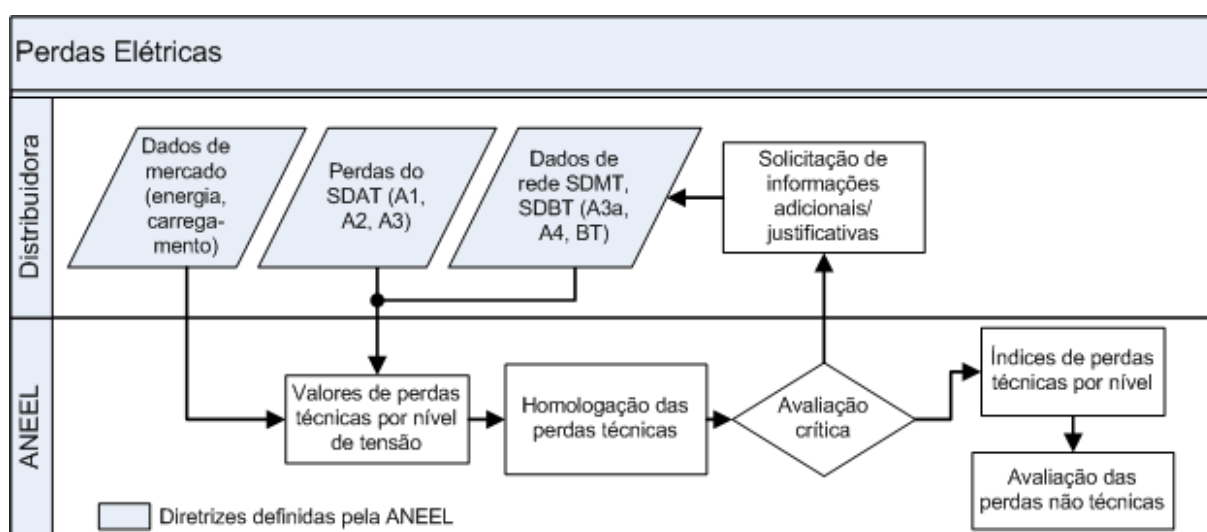 Perdas Elétricas
Distribuidora
Dados de
mercado
(energia,
carrega-
mento)
Perdas do
SDAT (A1,
A2, A3)
Dados de
rede SDMT,
SDBT (A3a,
A4, BT)
Solicitação de
informações
adicionais/
justificativas
ANEEL
Valores de perdas
técnicas por nível
de tensão
Homologação das
perdas técnicas
Avaliação
crítica
Índices de perdas
técnicas por nível
Avaliação das
perdas não técnicas
Diretrizes definidas pela ANEEL